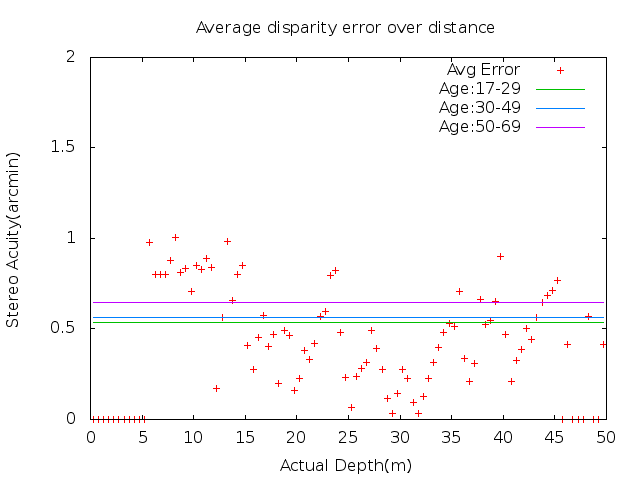 Average disparity error over distance
Avg Error
Age:17-29
Age:30-49
Age:50-69
2
1.5
1
0.5
0
Stereo Acuity(arcmin)
0 5 10 15 20 25 30 35 40 45 50
Actual Depth(m)